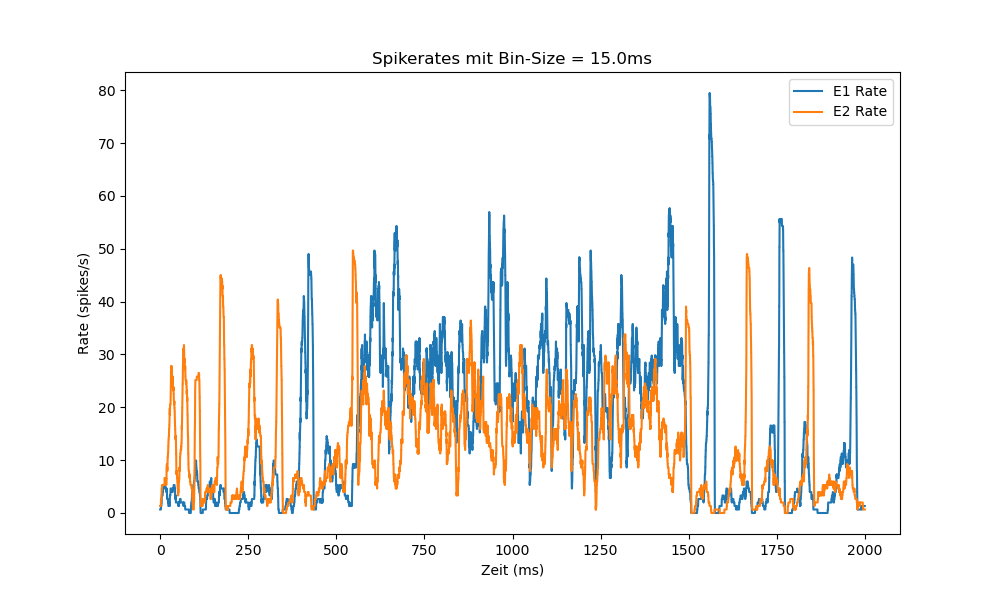 Spikerates mit Bin-Size = 15.0ms
E1 Rate
E2 Rate
80
70
60
50
40
30
20
10
0
Rate (spikes/s)
0 250 500 750 1000 1250 1500 1750 2000
Zeit (ms)